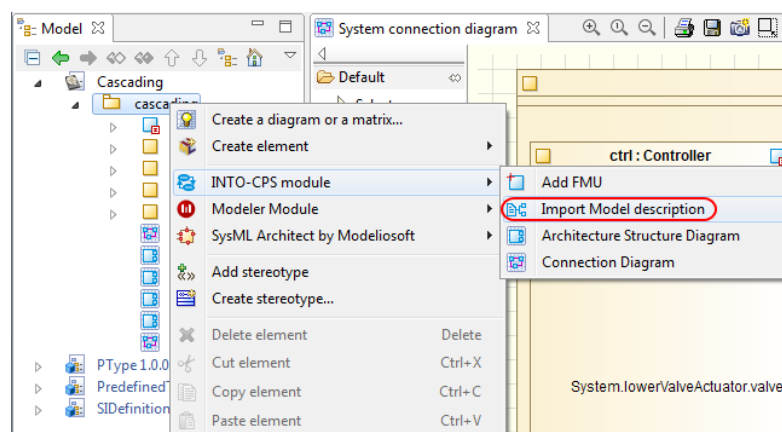 Model
System connection diagram
Default
Cascading
cascading
Create a diagram or a matrix...
Create element
ctrl : Controller
INTO-CPS module
Add FMU
Modeler Module
Import Model description
SysML Architect by Modeliosoft
Architecture Structure Diagram
Connection Diagram
Add stereotype
Create stereotype...
Delete element Delete
PType 1.0.0
Cut element Ctrl+X
Copy element Ctrl+C
System.lowerValveActuator.valve
SIDefinition
Paste element Ctrl+V